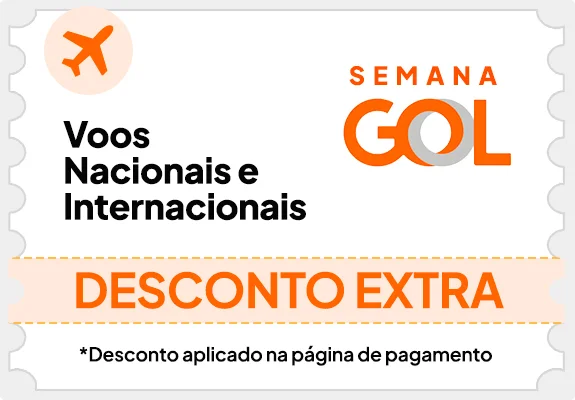 SEMANA
GOL
Voos
Nacionais e
Internacionais
DESCONTO EXTRA
*Desconto aplicado na página de pagamento